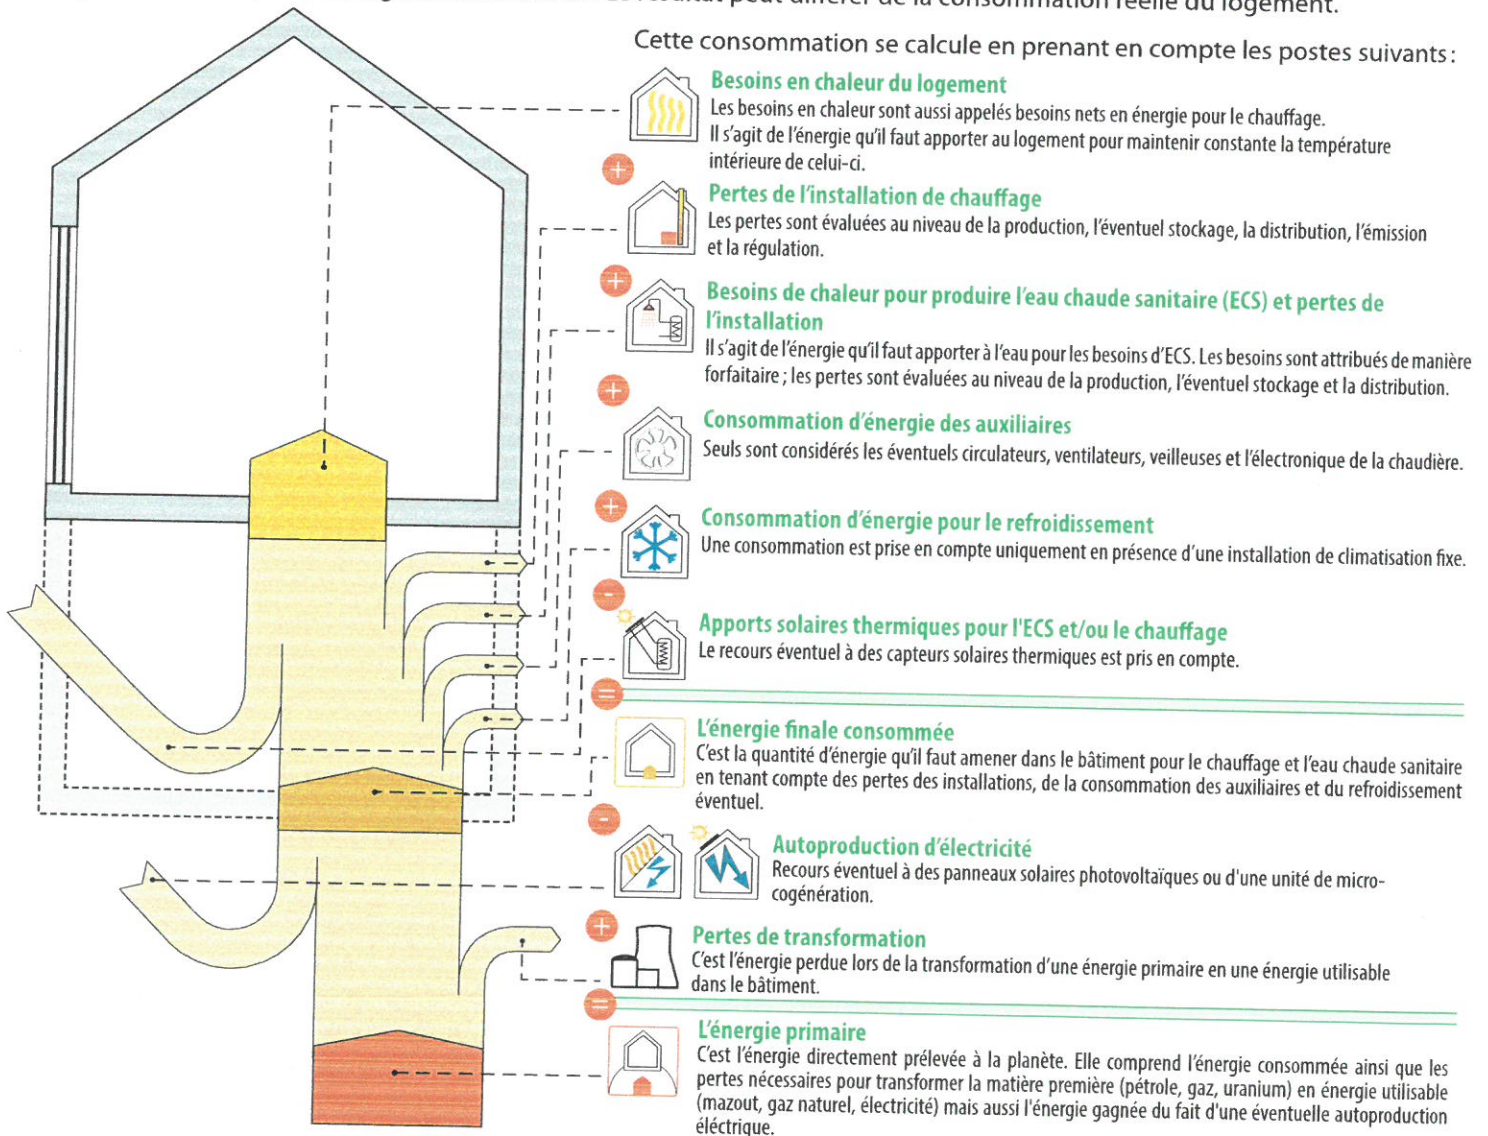 résultat peut différer de la consommation réelle du logement.
Cette consommation se calcule en prenant en compte les postes suivants :
Besoins en chaleur du logement
Les besoins en chaleur sont aussi appelés besoins nets en énergie pour le chauffage.
Il s'agit de l'énergie qu'il faut apporter au logement pour maintenir constante la température
intérieure de celui-ci.
+
Pertes de l'installation de chauffage
Les pertes sont évaluées au niveau de la production, l'éventuel stockage, la distribution, l'émission
et la régulation.
+
Besoins de chaleur pour produire l'eau chaude sanitaire (ECS) et pertes de
l'installation
Il s'agit de l'énergie qu'il faut apporter à l'eau pour les besoins d'ECS. Les besoins sont attribués de manière
forfaitaire ; les pertes sont évaluées au niveau de la production, l'éventuel stockage et la distribution.
+
Consommation d'énergie des auxiliaires
Seuls sont considérés les éventuels circulateurs, ventilateurs, veilleuses et l'électronique de la chaudière.
+
Consommation d'énergie pour le refroidissement
Une consommation est prise en compte uniquement en présence d'une installation de climatisation fixe.
-
Apports solaires thermiques pour l'ECS et/ou le chauffage
Le recours éventuel à des capteurs solaires thermiques est pris en compte.
=
L'énergie finale consommée
C'est la quantité d'énergie qu'il faut amener dans le bâtiment pour le chauffage et l'eau chaude sanitaire
en tenant compte des pertes des installations, de la consommation des auxiliaires et du refroidissement
éventuel.
-
Autoproduction d'électricité
Recours éventuel à des panneaux solaires photovoltaïques ou d'une unité de micro-
cogénération.
+
Pertes de transformation
C'est l'énergie perdue lors de la transformation d'une énergie primaire en une énergie utilisable
dans le bâtiment.
=
L'énergie primaire
C'est l'énergie directement prélevée à la planète. Elle comprend l'énergie consommée ainsi que les
pertes nécessaires pour transformer la matière première (pétrole, gaz, uranium) en énergie utilisable
(mazout, gaz naturel, électricité) mais aussi l'énergie gagnée du fait d'une éventuelle autoproduction
éléctrique.